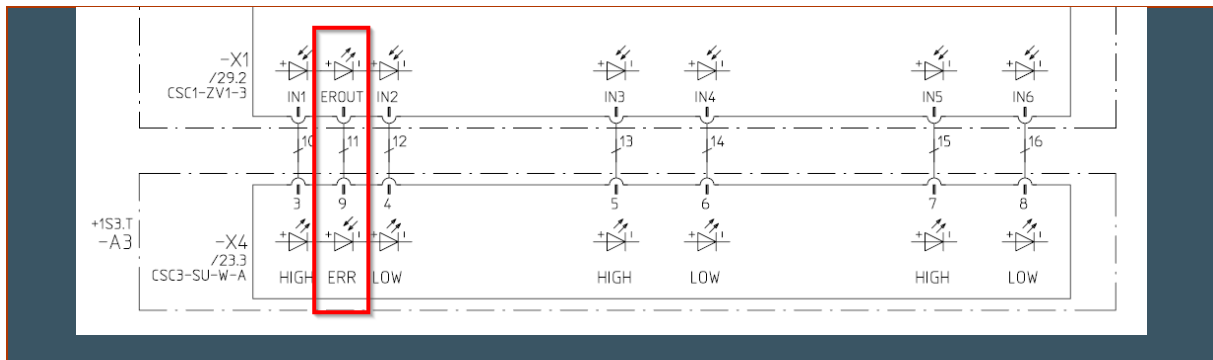 -X1
/29.2
CSC1-ZV1-3
IN1 EROUT IN2 IN3 IN4 IN5 IN6
10 11 12 13 14 15 16
3 9 4 5 6 7 8
+1S3.T
-A3
-X4
/23.3
CSC3-SU-W-A
HIGH ERR LOW HIGH LOW HIGH LOW